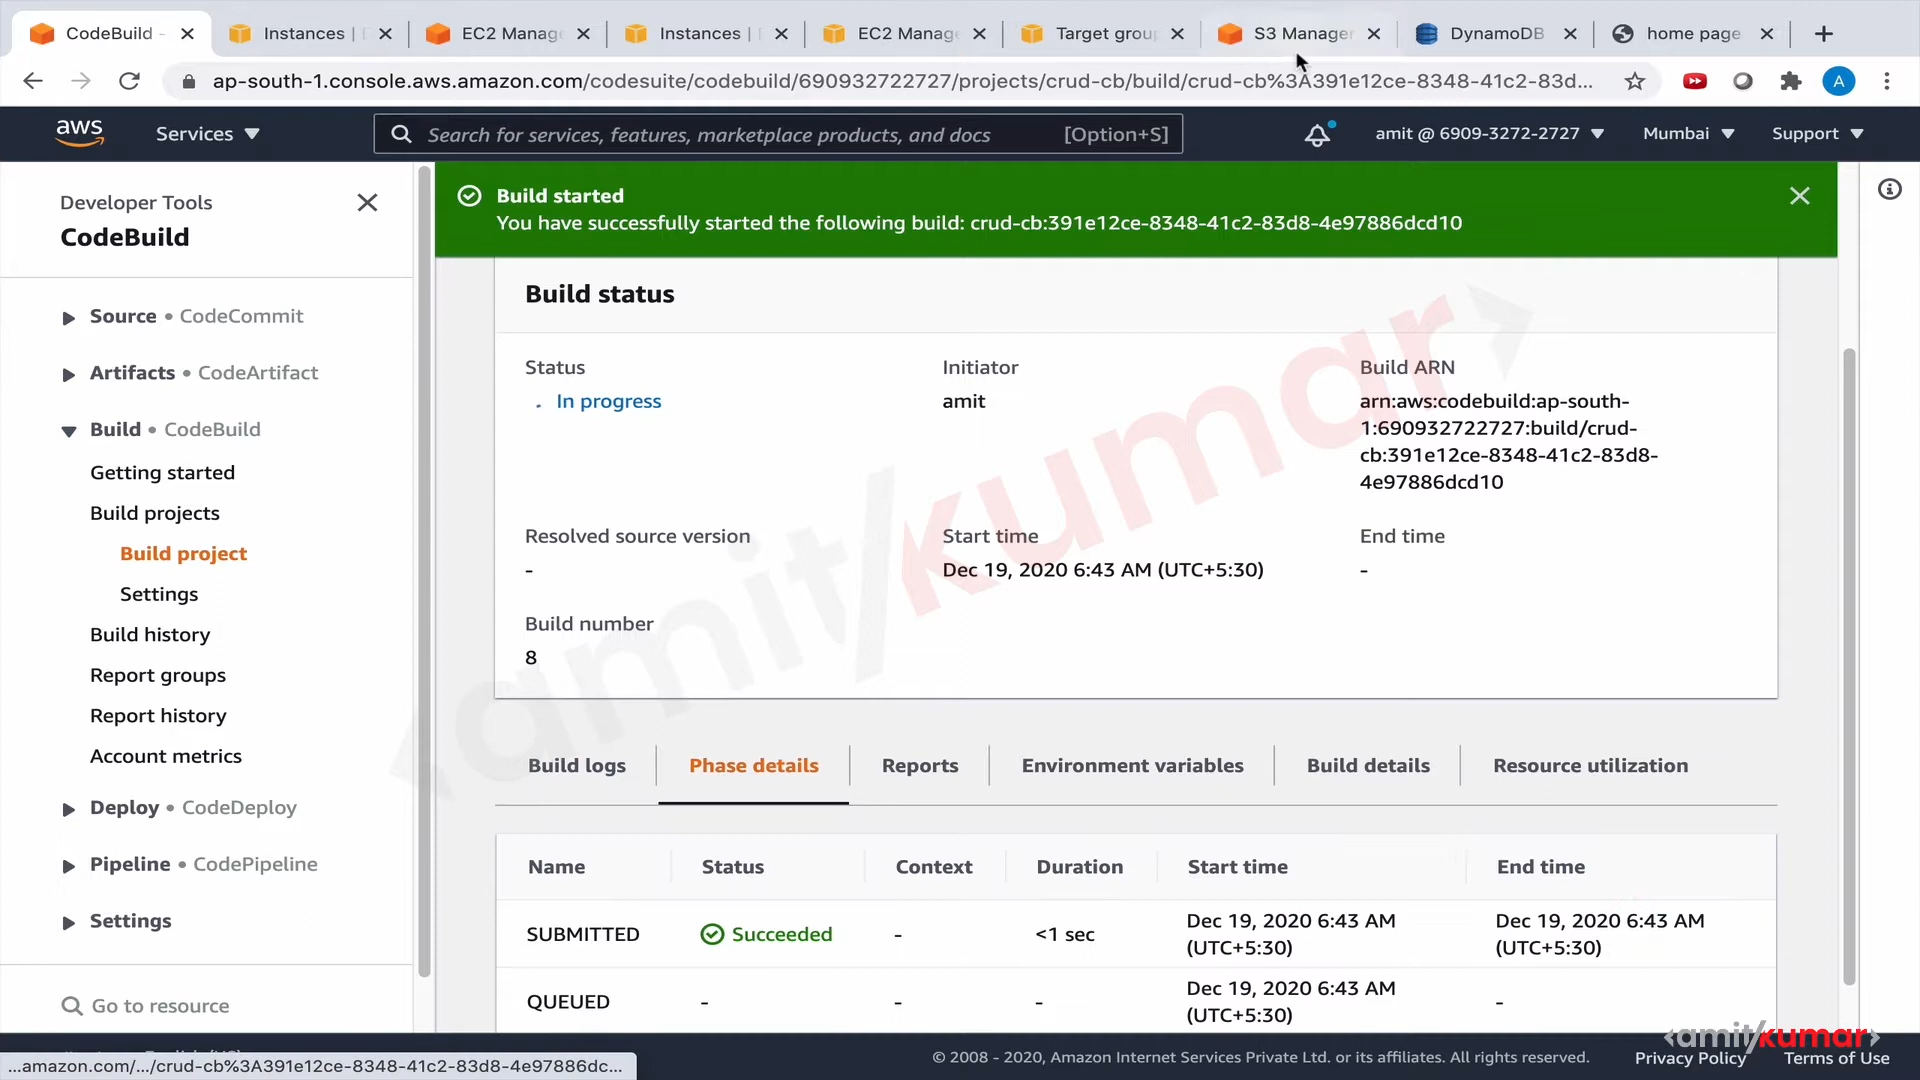 CodeBuild -
Instances |
EC2 Manage
Instances |
EC2 Manage
Target group
S3 Manager
DynamoDB
home page
ap-south-1.console.aws.amazon.com/codesuite/codebuild/690932722727/projects/crud-cb/build/crud-cb%3A391e12ce-8348-41c2-83d...
A
aws
Services
Search for services, features, marketplace products, and docs [Option+S]
amit @ 6909-3272-2727
Mumbai
Support
Developer Tools
CodeBuild
Source • CodeCommit
Artifacts • CodeArtifact
Build • CodeBuild
Getting started
Build projects
Build project
Settings
Build history
Report groups
Report history
Account metrics
Deploy • CodeDeploy
Pipeline • CodePipeline
Settings
Go to resource
Build started
You have successfully started the following build: crud-cb:391e12ce-8348-41c2-83d8-4e97886dcd10
Build status
Status
In progress
Initiator
amit
Build ARN
arn:aws:codebuild:ap-south-
1:690932722727:build/crud-
cb:391e12ce-8348-41c2-83d8-
4e97886dcd10
Resolved source version
-
Start time
Dec 19, 2020 6:43 AM (UTC+5:30)
End time
-
Build number
8
<amit/kumar>
Build logs
Phase details
Reports
Environment variables
Build details
Resource utilization
Name Status Context Duration Start time End time
SUBMITTED Succeeded - <1 sec Dec 19, 2020 6:43 AM (UTC+5:30) Dec 19, 2020 6:43 AM (UTC+5:30)
QUEUED - - - Dec 19, 2020 6:43 AM (UTC+5:30) -
<amit/kumar>
...amazon.com/.../crud-cb%3A391e12ce-8348-41c2-83d8-4e97886dc...
© 2008 - 2020, Amazon Internet Services Private Ltd. or its affiliates. All rights reserved.
Privacy Policy
Terms of Use